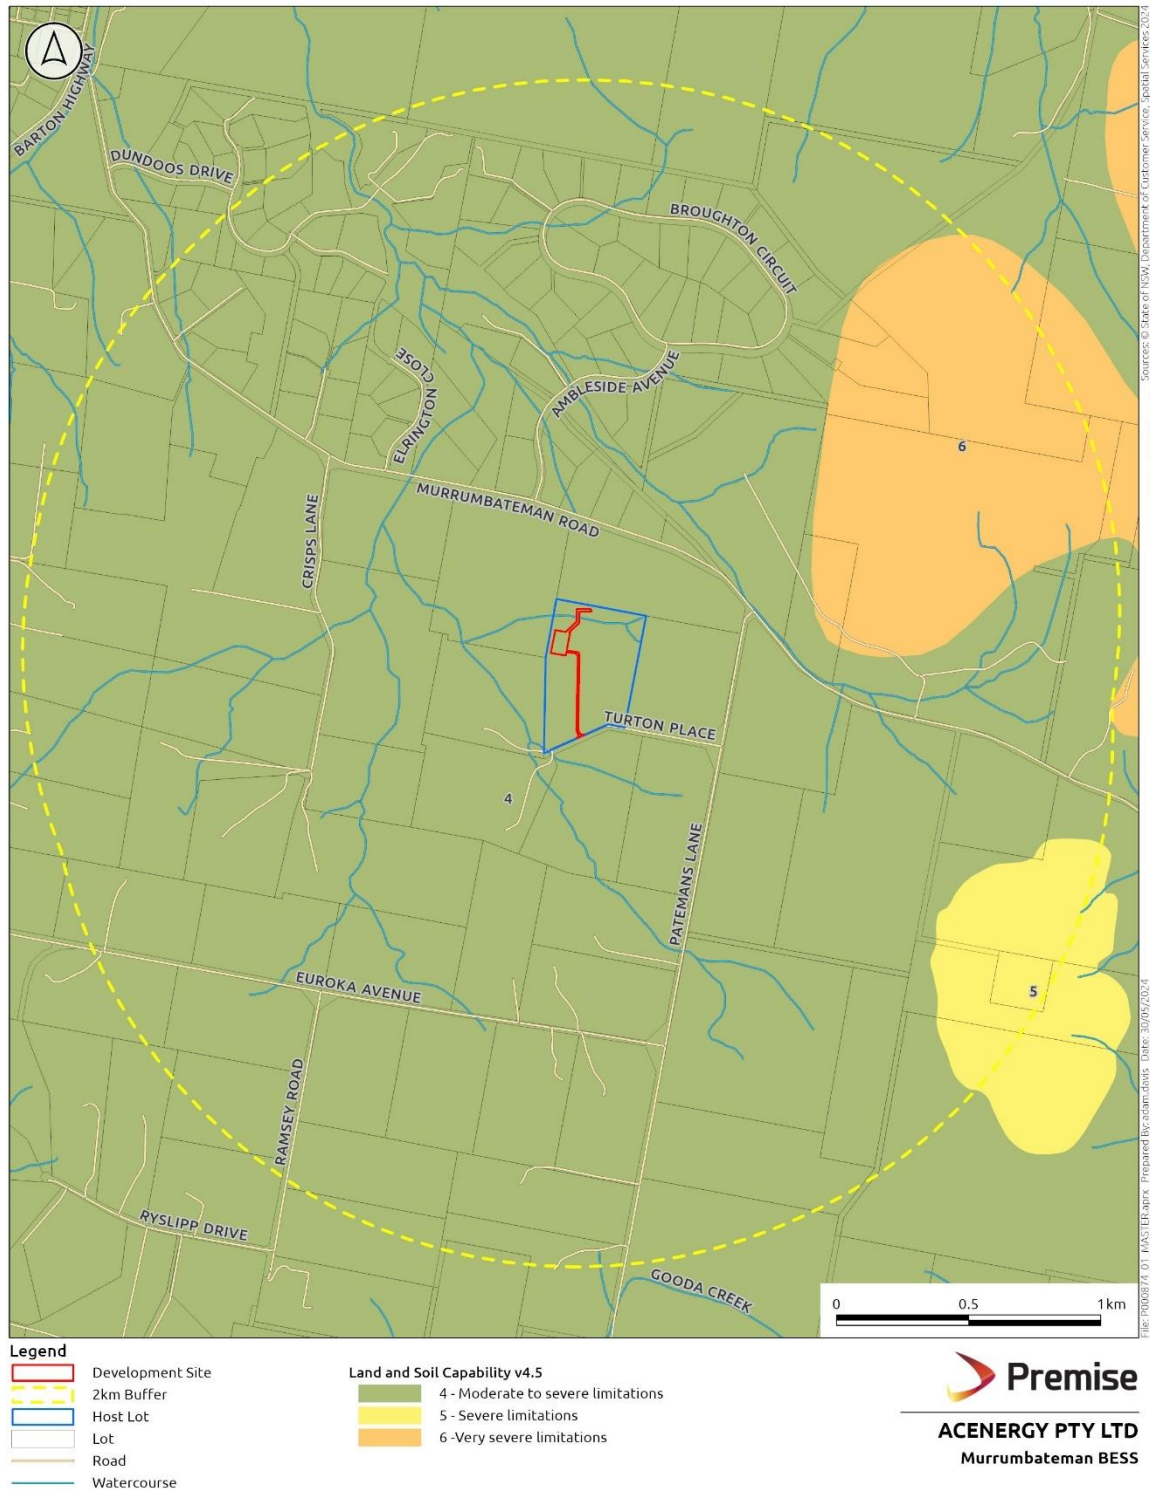 BARTON HIGHWAY
DUNDOOS DRIVE
BROUGHTON CIRCUIT
ELRINGTON CLOSE
AMBLESIDE AVENUE
6
MURRUMBATEMAN ROAD
CRISPS LANE
TURTON PLACE
4
PATEMANS LANE
EUROKA AVENUE
5
RAMSEY ROAD
RYSLIPP DRIVE
GOODA CREEK
0 0.5 1km
Sources: © State of NSW, Department of Customer Service, Spatial Services 2024
File: P000874_01_MASTER.aprx Prepared By: adam.davis Date: 30/05/2024
Legend
Development Site
2km Buffer
Host Lot
Lot
Road
Watercourse
Land and Soil Capability v4.5
4 - Moderate to severe limitations
5 - Severe limitations
6 -Very severe limitations
Premise
ACENERGY PTY LTD
Murrumbateman BESS